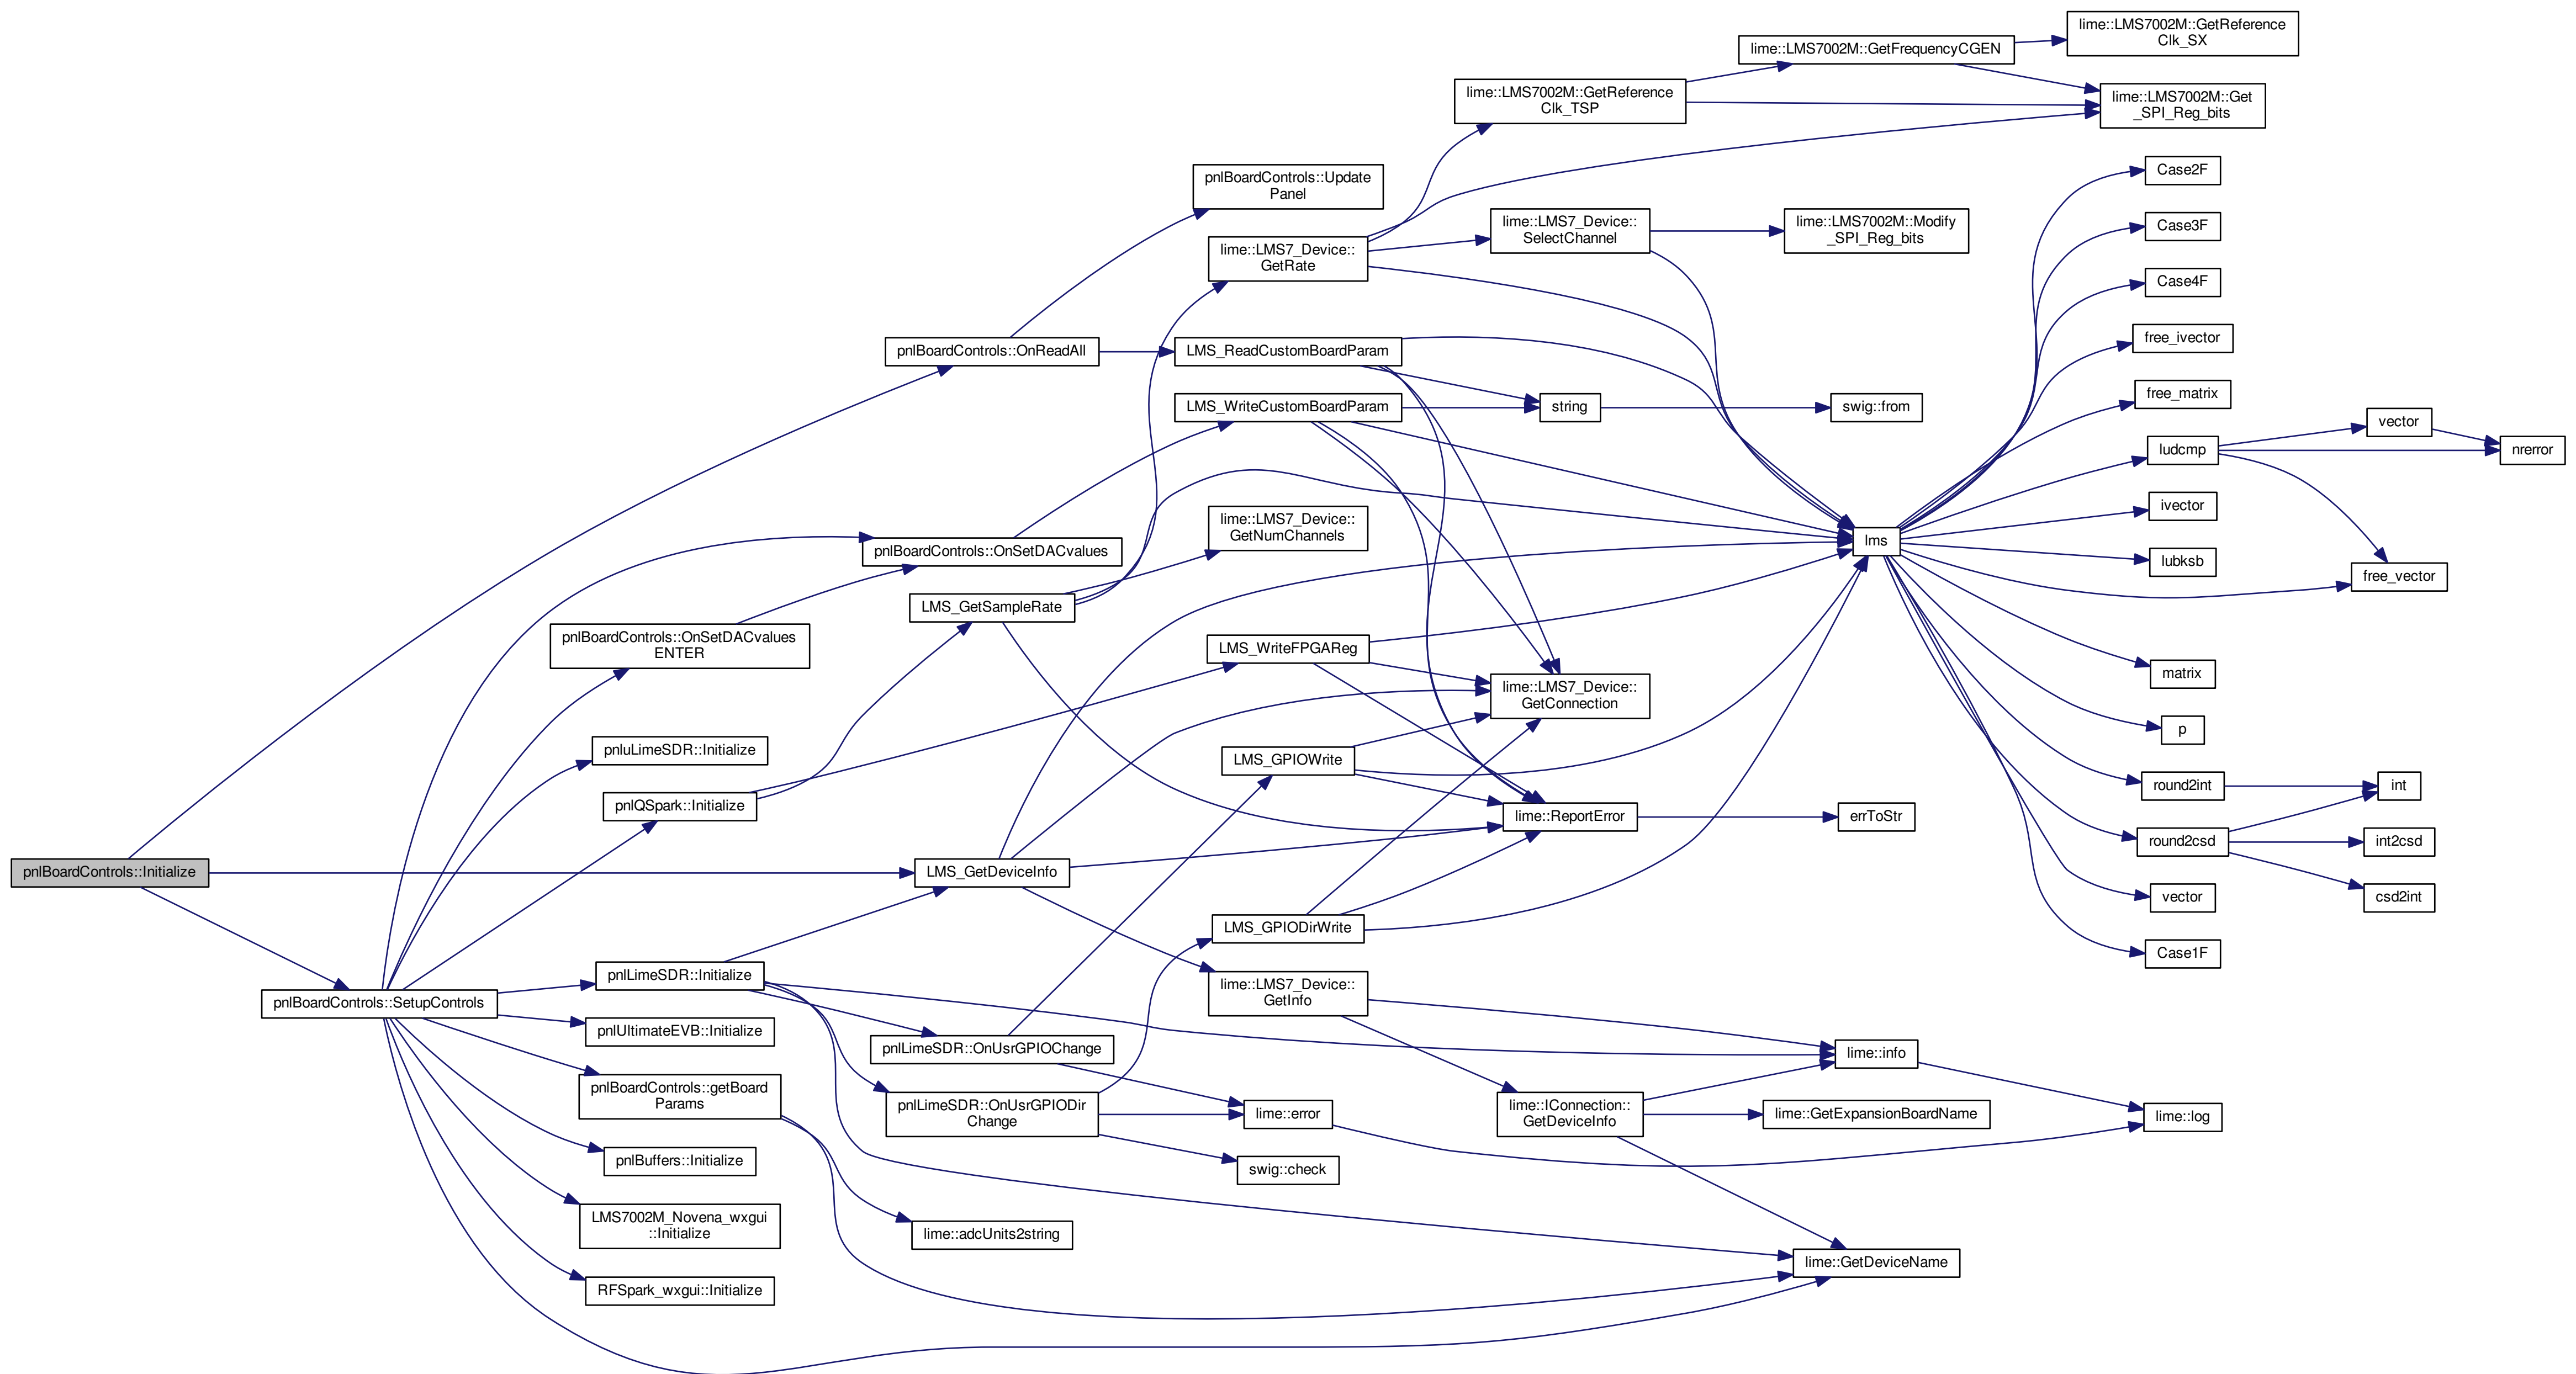 lime::LMS7002M::GetReference
Clk_SX
lime::LMS7002M::GetFrequencyCGEN
lime::LMS7002M::GetReference
Clk_TSP
lime::LMS7002M::Get
_SPI_Reg_bits
pnlBoardControls::Update
Panel
Case2F
lime::LMS7_Device::
GetRate
lime::LMS7_Device::
SelectChannel
lime::LMS7002M::Modify
_SPI_Reg_bits
Case3F
Case4F
pnlBoardControls::OnReadAll
LMS_ReadCustomBoardParam
free_ivector
LMS_WriteCustomBoardParam
string
swig::from
free_matrix
vector
ludcmp
nrerror
pnlBoardControls::OnSetDACvalues
lime::LMS7_Device::
GetNumChannels
lms
ivector
lubksb
free_vector
LMS_GetSampleRate
pnlBoardControls::OnSetDACvalues
ENTER
LMS_WriteFPGAReg
lime::LMS7_Device::
GetConnection
matrix
p
pnluLimeSDR::Initialize
LMS_GPIOWrite
round2int
int
pnlQSpark::Initialize
lime::ReportError
errToStr
round2csd
int2csd
pnlBoardControls::Initialize
LMS_GetDeviceInfo
vector
csd2int
LMS_GPIODirWrite
Case1F
pnlBoardControls::SetupControls
pnlLimeSDR::Initialize
lime::LMS7_Device::
GetInfo
pnlUltimateEVB::Initialize
pnlLimeSDR::OnUsrGPIOChange
lime::info
pnlBoardControls::getBoard
Params
pnlLimeSDR::OnUsrGPIODir
Change
lime::error
lime::IConnection::
GetDeviceInfo
lime::GetExpansionBoardName
lime::log
pnlBuffers::Initialize
swig::check
LMS7002M_Novena_wxgui
::Initialize
lime::adcUnits2string
lime::GetDeviceName
RFSpark_wxgui::Initialize